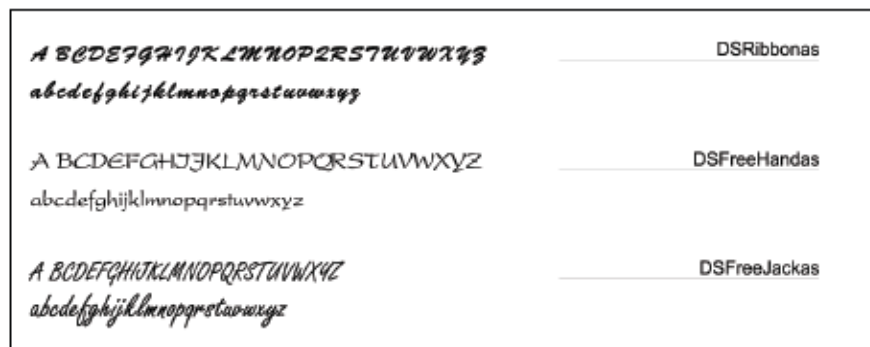 A BCDEFGHIJKLMNOPQRSTUVWXYZ
DSRibbonas
abcdefghijklmnopqrstuvwxyz
A BCDEFGHIJKLMNOPQRSTUVWXYZ
DSFreeHandas
abcdefghijklmnopqrstuvwxyz
A BCDEFGHIJKLMNOPQRSTUVWXYZ
DSFreeJackas
abcdefghijklmnopqrstuvwxyz